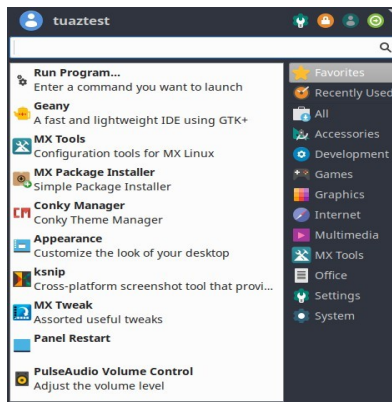 tuaztest
Run Program...
Enter a command you want to launch
Geany
A fast and lightweight IDE using GTK+
MX Tools
Configuration tools for MX Linux
MX Package Installer
Simple Package Installer
Conky Manager
Conky Theme Manager
Appearance
Customize the look of your desktop
ksnip
Cross-platform screenshot tool that provi...
MX Tweak
Assorted useful tweaks
Panel Restart
PulseAudio Volume Control
Adjust the volume level
Favorites
Recently Used
All
Accessories
Development
Games
Graphics
Internet
Multimedia
MX Tools
Office
Settings
System